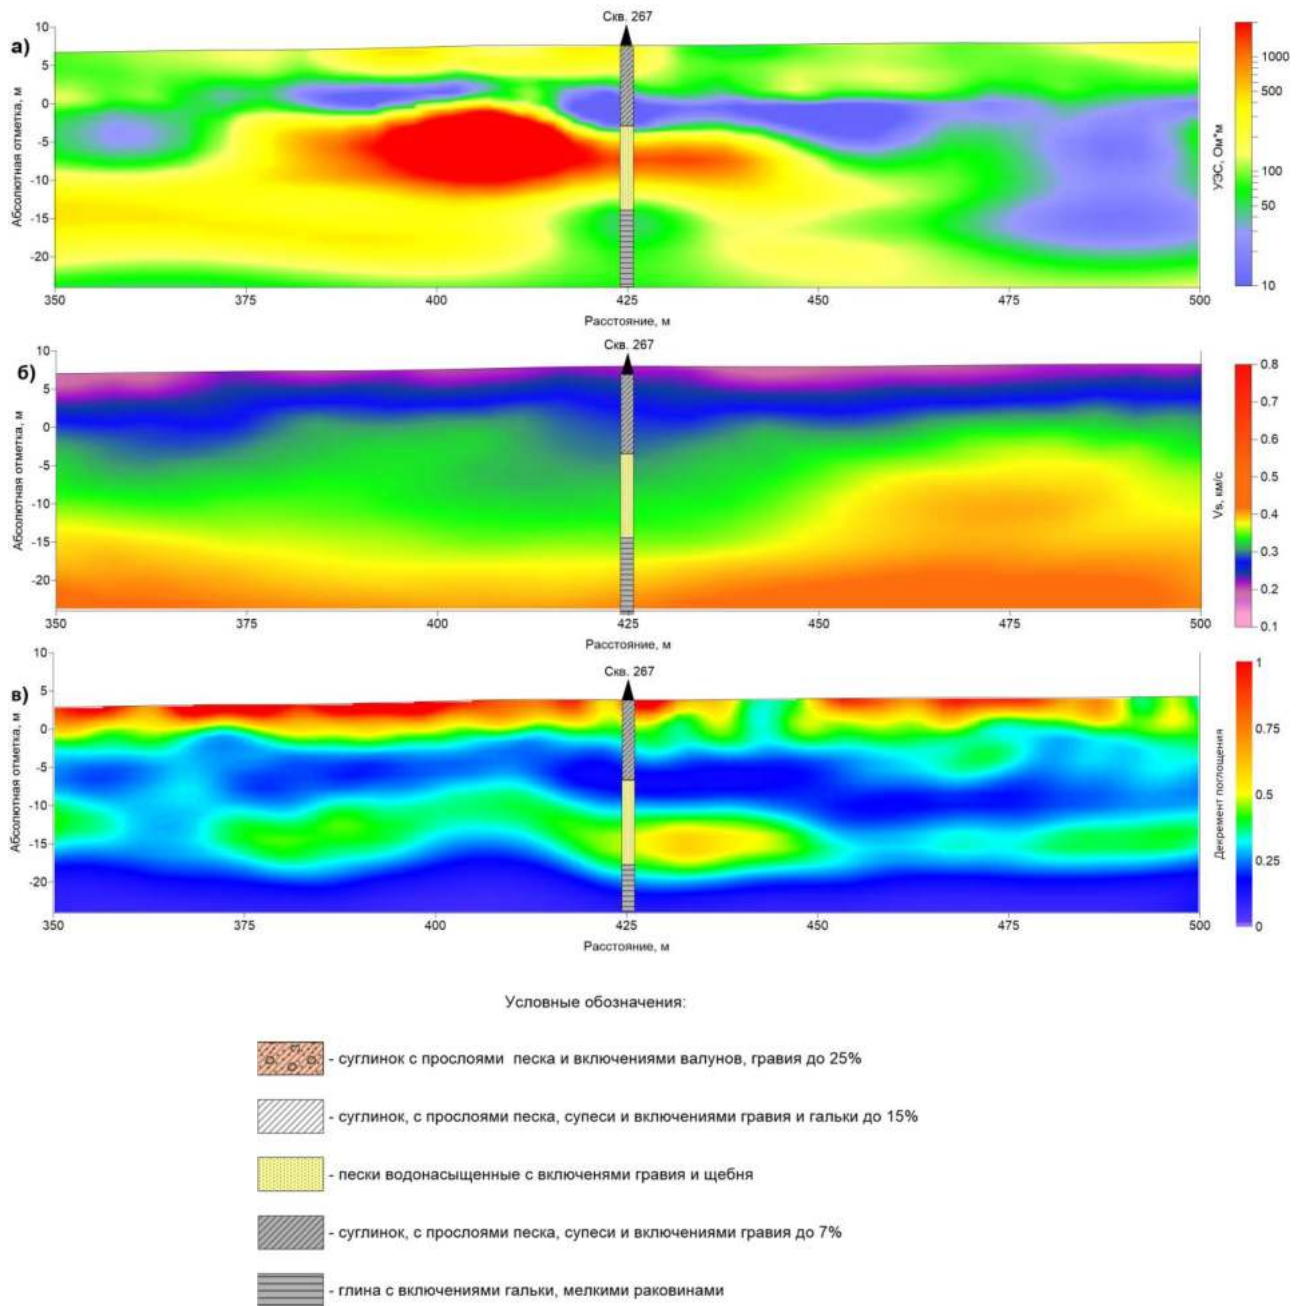 Скв. 267
а)
10
5
0
-5
-10
-15
-20
Абсолютная отметка, м
350
375
400
425
450
475
500
Расстояние, м
1000
500
100
50
10
УЭС, Ом*м
Скв. 267
б)
10
5
0
-5
-10
-15
-20
Абсолютная отметка, м
350
375
400
425
450
475
500
Расстояние, м
0.8
0.7
0.6
0.5
0.4
0.3
0.2
0.1
Vs, км/с
Скв. 267
в)
10
5
0
-5
-10
-15
-20
Абсолютная отметка, м
350
375
400
425
450
475
500
Расстояние, м
1
0.75
0.5
0.25
0
Декремент поглощения
Условные обозначения:
- суглинок с прослоями песка и включениями валунов, гравия до 25%
- суглинок, с прослоями песка, супеси и включениями гравия и гальки до 15%
- пески водонасыщенные с включенями гравия и щебня
- суглинок, с прослоями песка, супеси и включениями гравия до 7%
- глина с включениями гальки, мелкими раковинами